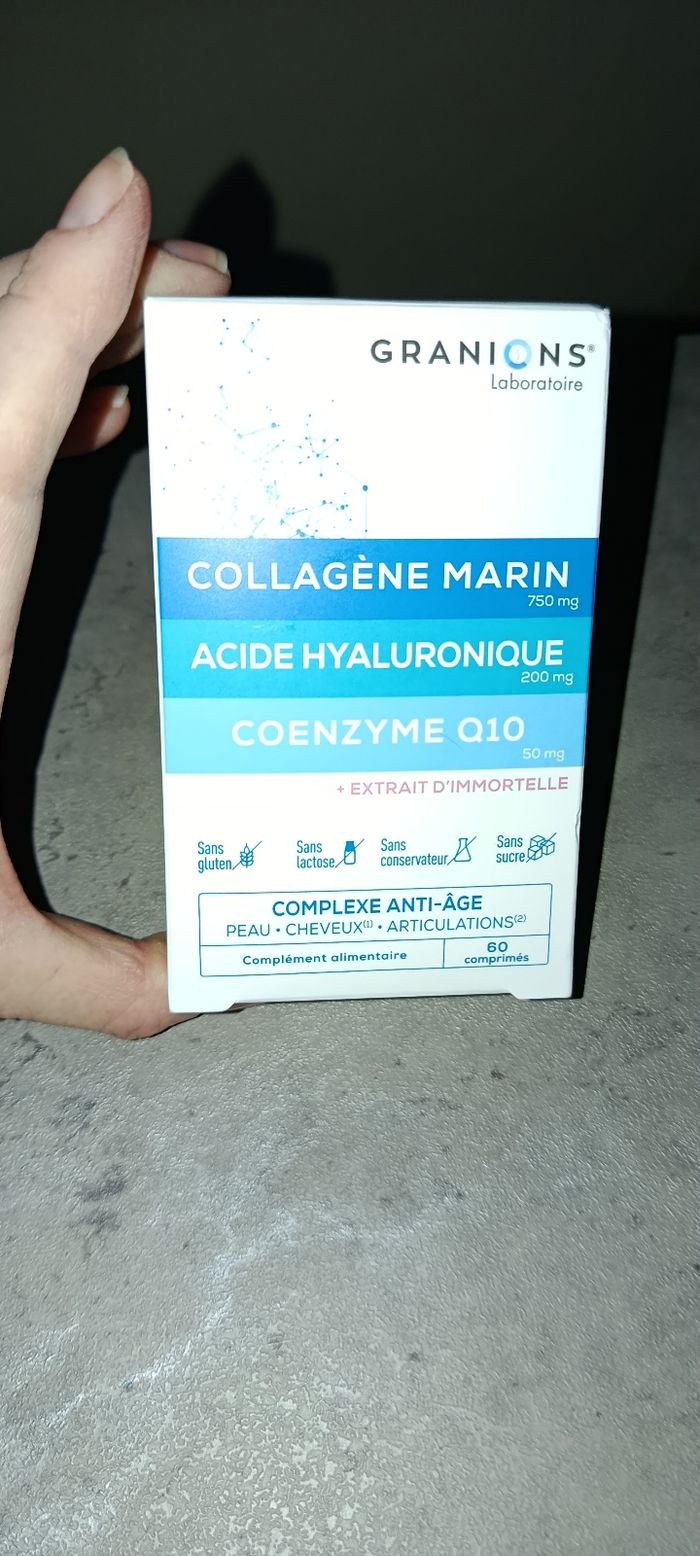 GRANIONS®
Laboratoire
COLLAGÈNE MARIN
750 mg
ACIDE HYALURONIQUE
200 mg
COENZYME Q10
50 mg
+ EXTRAIT D'IMMORTELLE
Sans gluten
Sans lactose
Sans conservateur
Sans sucre
COMPLEXE ANTI-ÂGE
PEAU • CHEVEUX(1) • ARTICULATIONS(2)
Complément alimentaire
60
comprimés